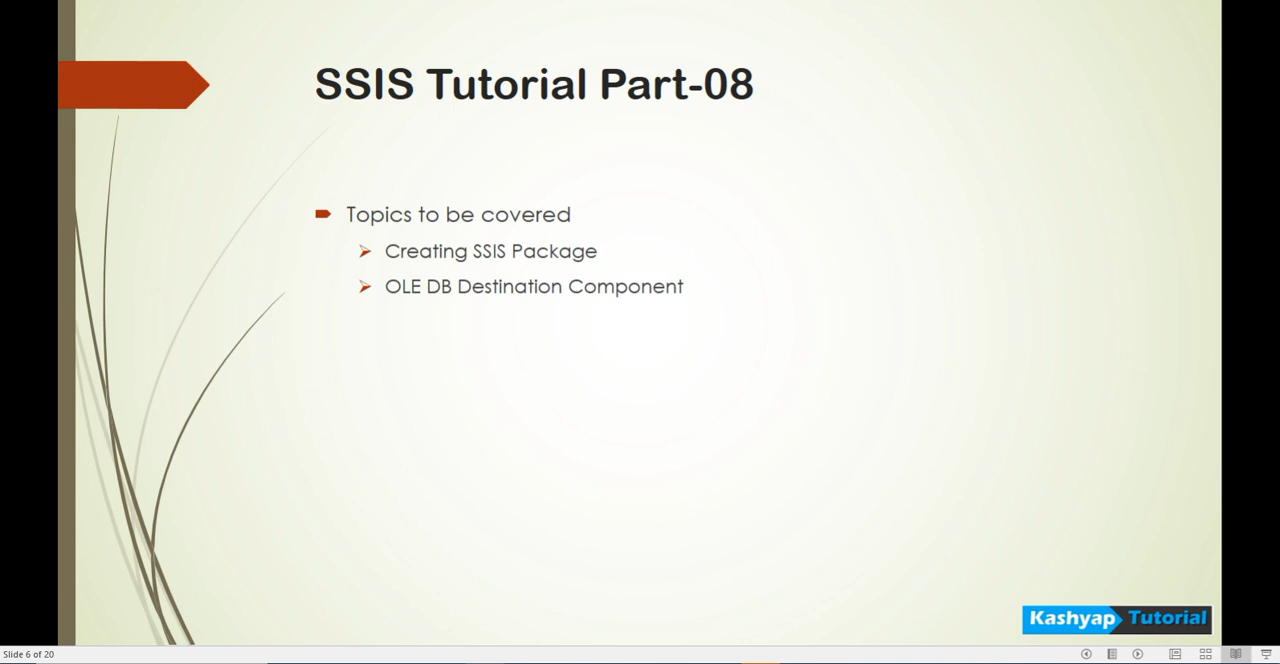 SSIS Tutorial Part-08
Topics to be covered
Creating SSIS Package
OLE DB Destination Component
Kashyap Tutorial
Slide 6 of 20